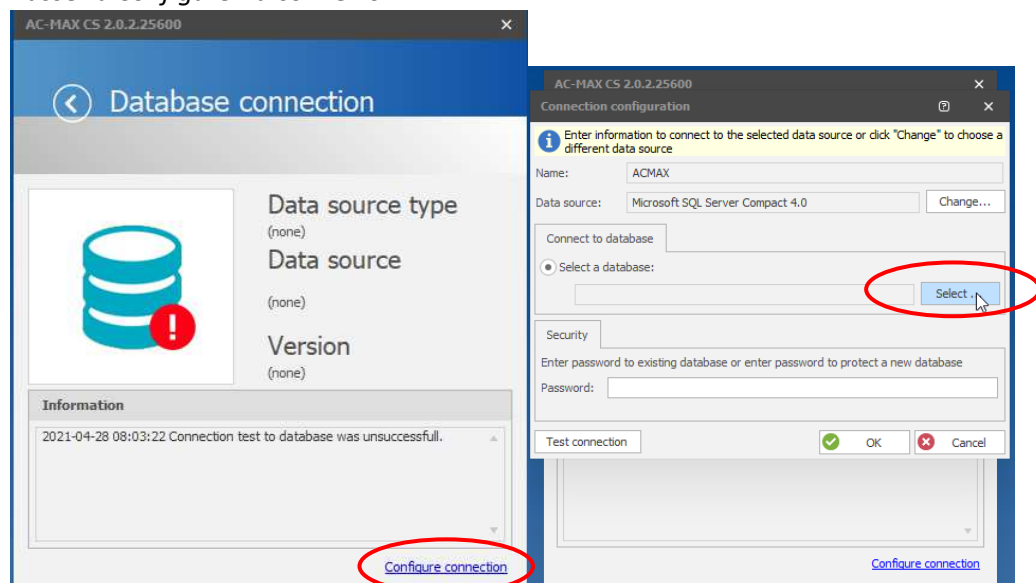 AC-MAX CS 2.0.2.25600
Database connection
Data source type
(none)
Data source
(none)
Version
(none)
Information
2021-04-28 08:03:22 Connection test to database was unsuccessfull.
Configure connection
AC-MAX CS 2.0.2.25600
Connection configuration
Enter information to connect to the selected data source or click "Change" to choose a
different data source
Name:
ACMAX
Data source:
Microsoft SQL Server Compact 4.0
Change...
Connect to database
Select a database:
Select
Security
Enter password to existing database or enter password to protect a new database
Password:
Test connection
OK
Cancel
Configure connection